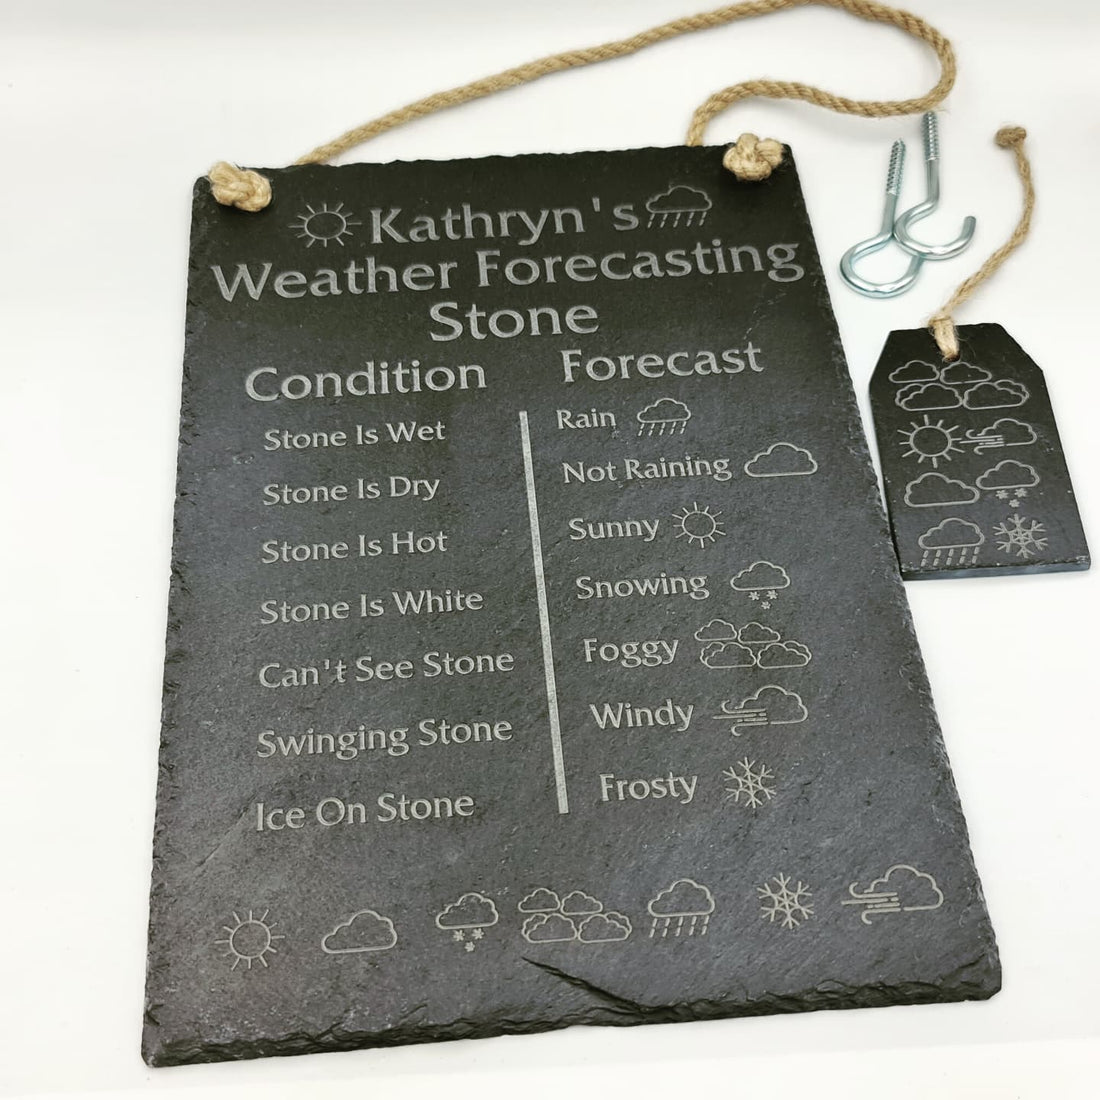 Kathryn's
Weather Forecasting
Stone
Condition Forecast
Stone Is Wet Rain
Stone Is Dry Not Raining
Stone Is Hot Sunny
Stone Is White Snowing
Can't See Stone Foggy
Swinging Stone Windy
Ice On Stone Frosty